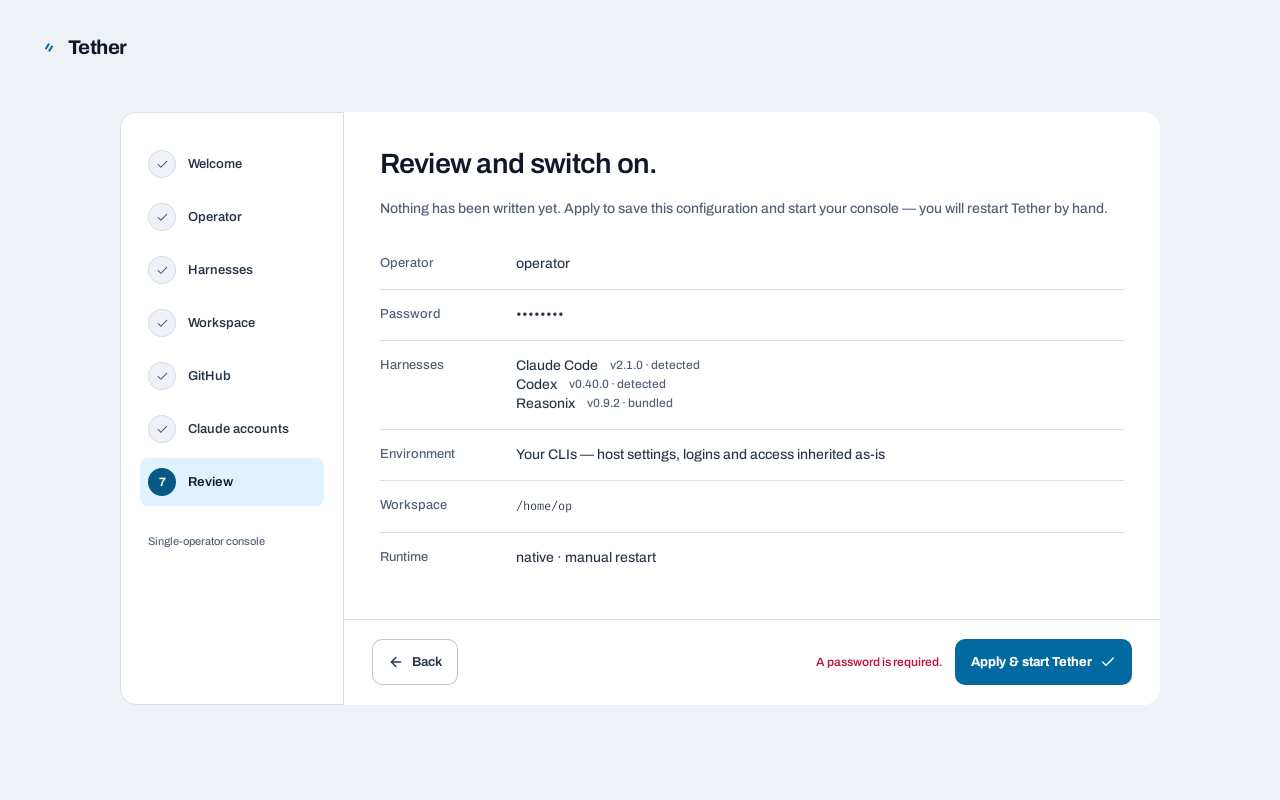 Tether
Welcome
Operator
Harnesses
Workspace
GitHub
Claude accounts
7 Review
Single-operator console
Review and switch on.
Nothing has been written yet. Apply to save this configuration and start your console — you will restart Tether by hand.
Operator operator
Password ••••••••
Harnesses Claude Code v2.1.0 · detected
Codex v0.40.0 · detected
Reasonix v0.9.2 · bundled
Environment Your CLIs — host settings, logins and access inherited as-is
Workspace /home/op
Runtime native · manual restart
Back A password is required. Apply & start Tether